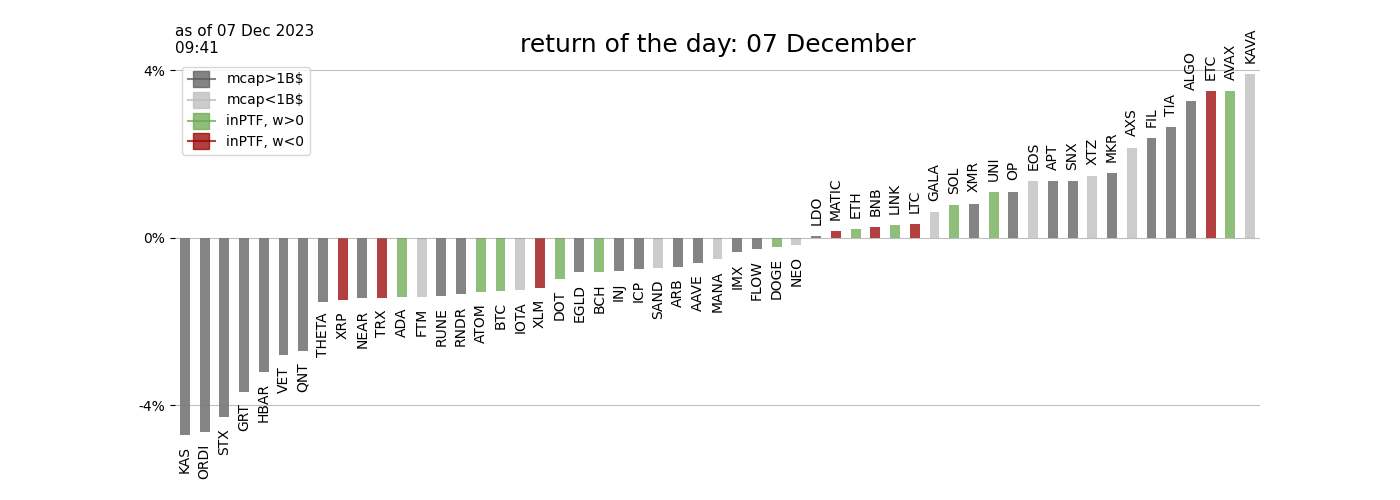 as of 07 Dec 2023
09:41
return of the day: 07 December
4%
0%
-4%
mcap>1B$
mcap<1B$
inPTF, w>0
inPTF, w<0
KAS
ORDI
STX
GRT
HBAR
VET
QNT
THETA
XRP
NEAR
TRX
ADA
FTM
RUNE
RNDR
ATOM
BTC
IOTA
XLM
DOT
EGLD
BCH
INJ
ICP
SAND
ARB
AAVE
MANA
IMX
FLOW
DOGE
NEO
LDO
MATIC
ETH
BNB
LINK
LTC
GALA
SOL
XMR
UNI
OP
EOS
APT
SNX
XTZ
MKR
AXS
FIL
TIA
ALGO
ETC
AVAX
KAVA